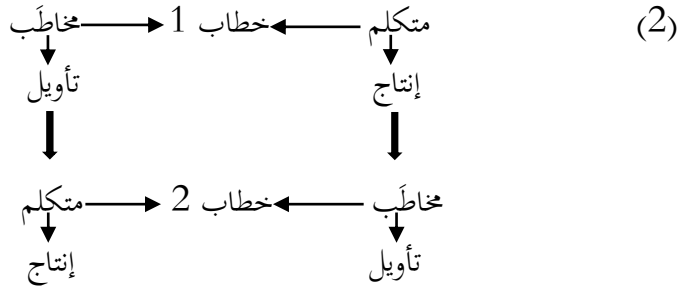 (2) متكلم خطاب 1 مخاطَب
إنتاج تأويل
مخاطَب خطاب 2 متكلم
تأويل إنتاج